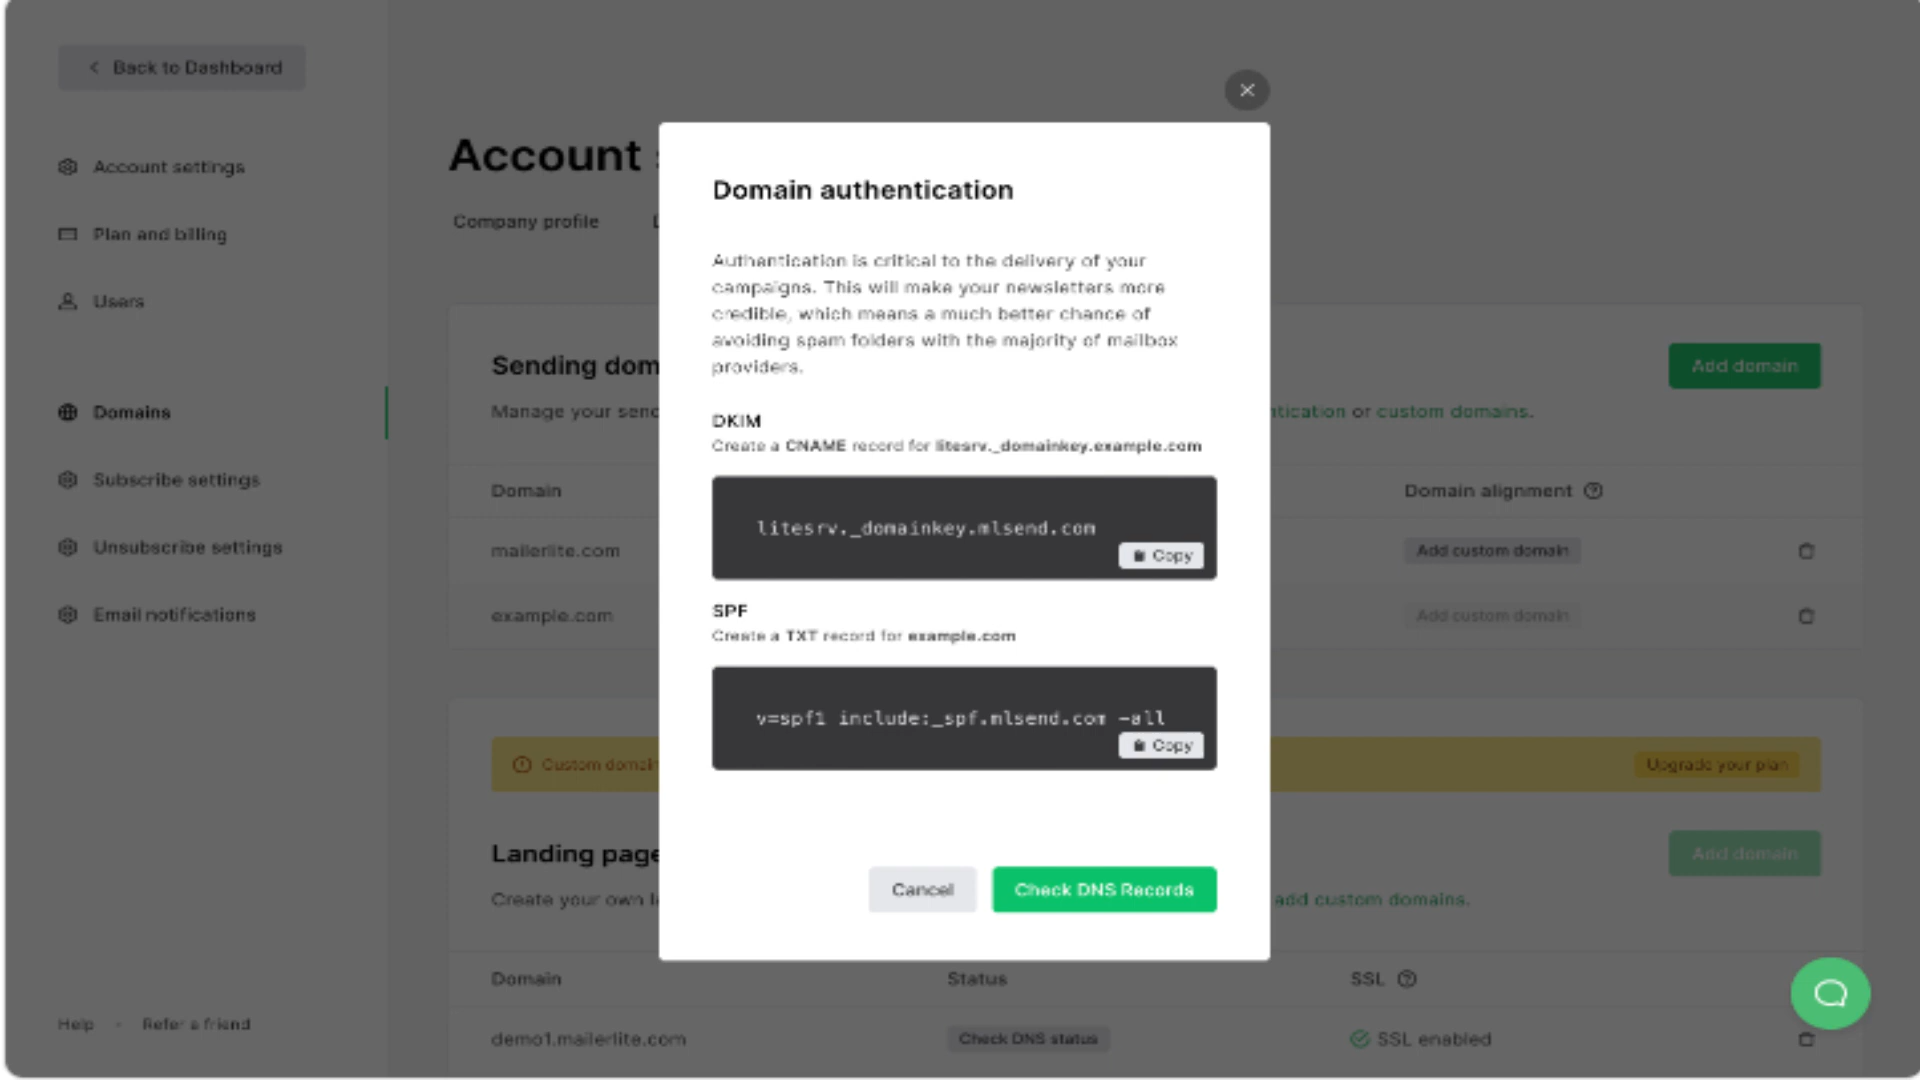 Back to Dashboard
Account settings
Plan and billing
Users
Domains
Subscribe settings
Unsubscribe settings
Email notifications
Help · Refer a friend
Account
Company profile
Sending dom
Add domain
Manage your send
tication or custom domains.
Domain
Domain alignment
mailerlite.com
Add custom domain
example.com
Add custom domain
Custom domain
Upgrade your plan
Landing page
Add domain
Create your own l
add custom domains.
Domain Status SSL
demo1.mailerlite.com Check DNS status SSL enabled
Domain authentication
Authentication is critical to the delivery of your
campaigns. This will make your newsletters more
credible, which means a much better chance of
avoiding spam folders with the majority of mailbox
providers.
DKIM
Create a CNAME record for litesrv._domainkey.example.com
litesrv._domainkey.mlsend.com
Copy
SPF
Create a TXT record for example.com
v=spf1 include:_spf.mlsend.com -all
Copy
Cancel
Check DNS Records